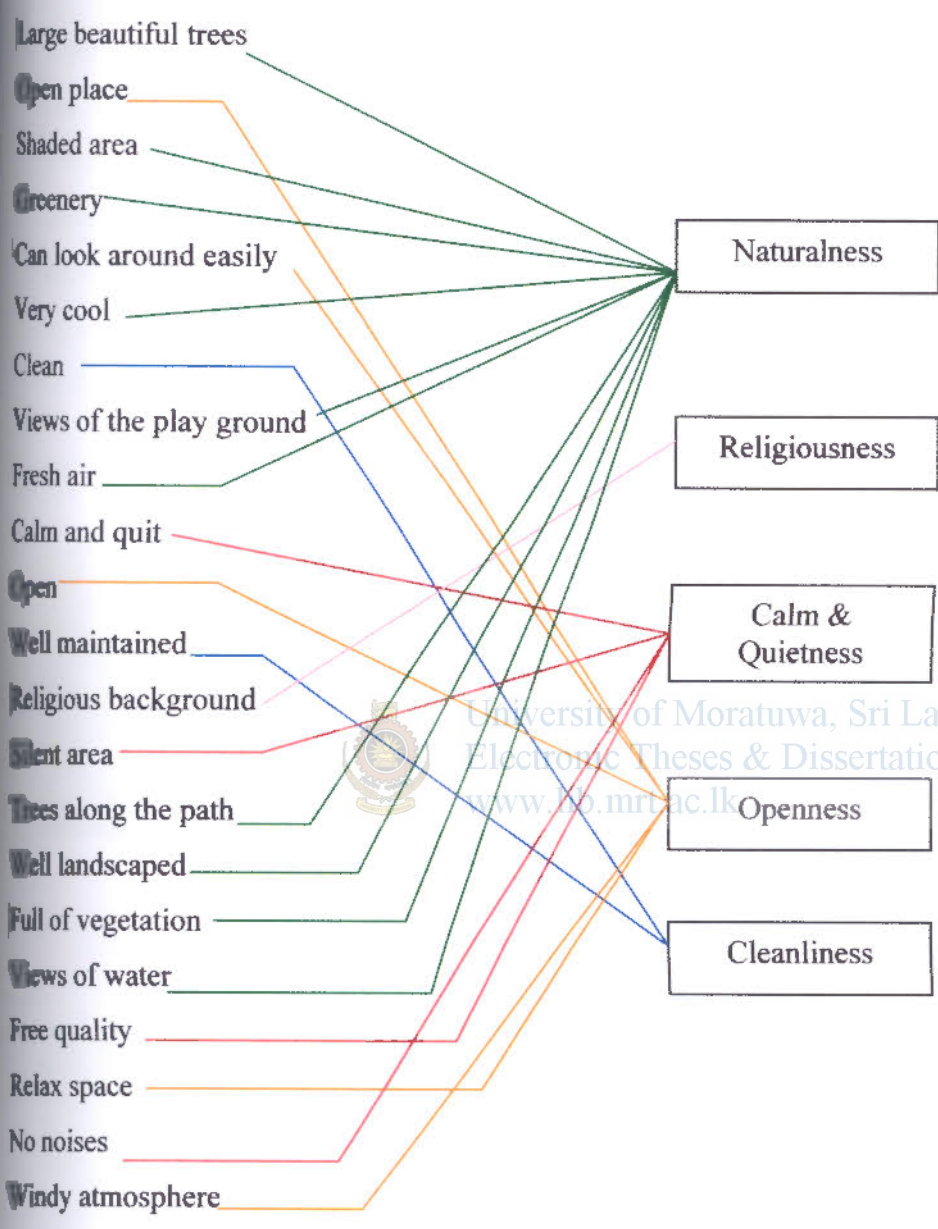 Large beautiful trees
Open place
Shaded area
Greenery
Can look around easily
Very cool
Clean
Views of the play ground
Fresh air
Calm and quit
Open
Well maintained
Religious background
Silent area
Trees along the path
Well landscaped
Full of vegetation
Views of water
Free quality
Relax space
No noises
Windy atmosphere
Naturalness
Religiousness
Calm &
Quietness
Openness
Cleanliness
University of Moratuwa, Sri La
Electronic Theses & Dissertatio
www.lib.mrt.ac.lk